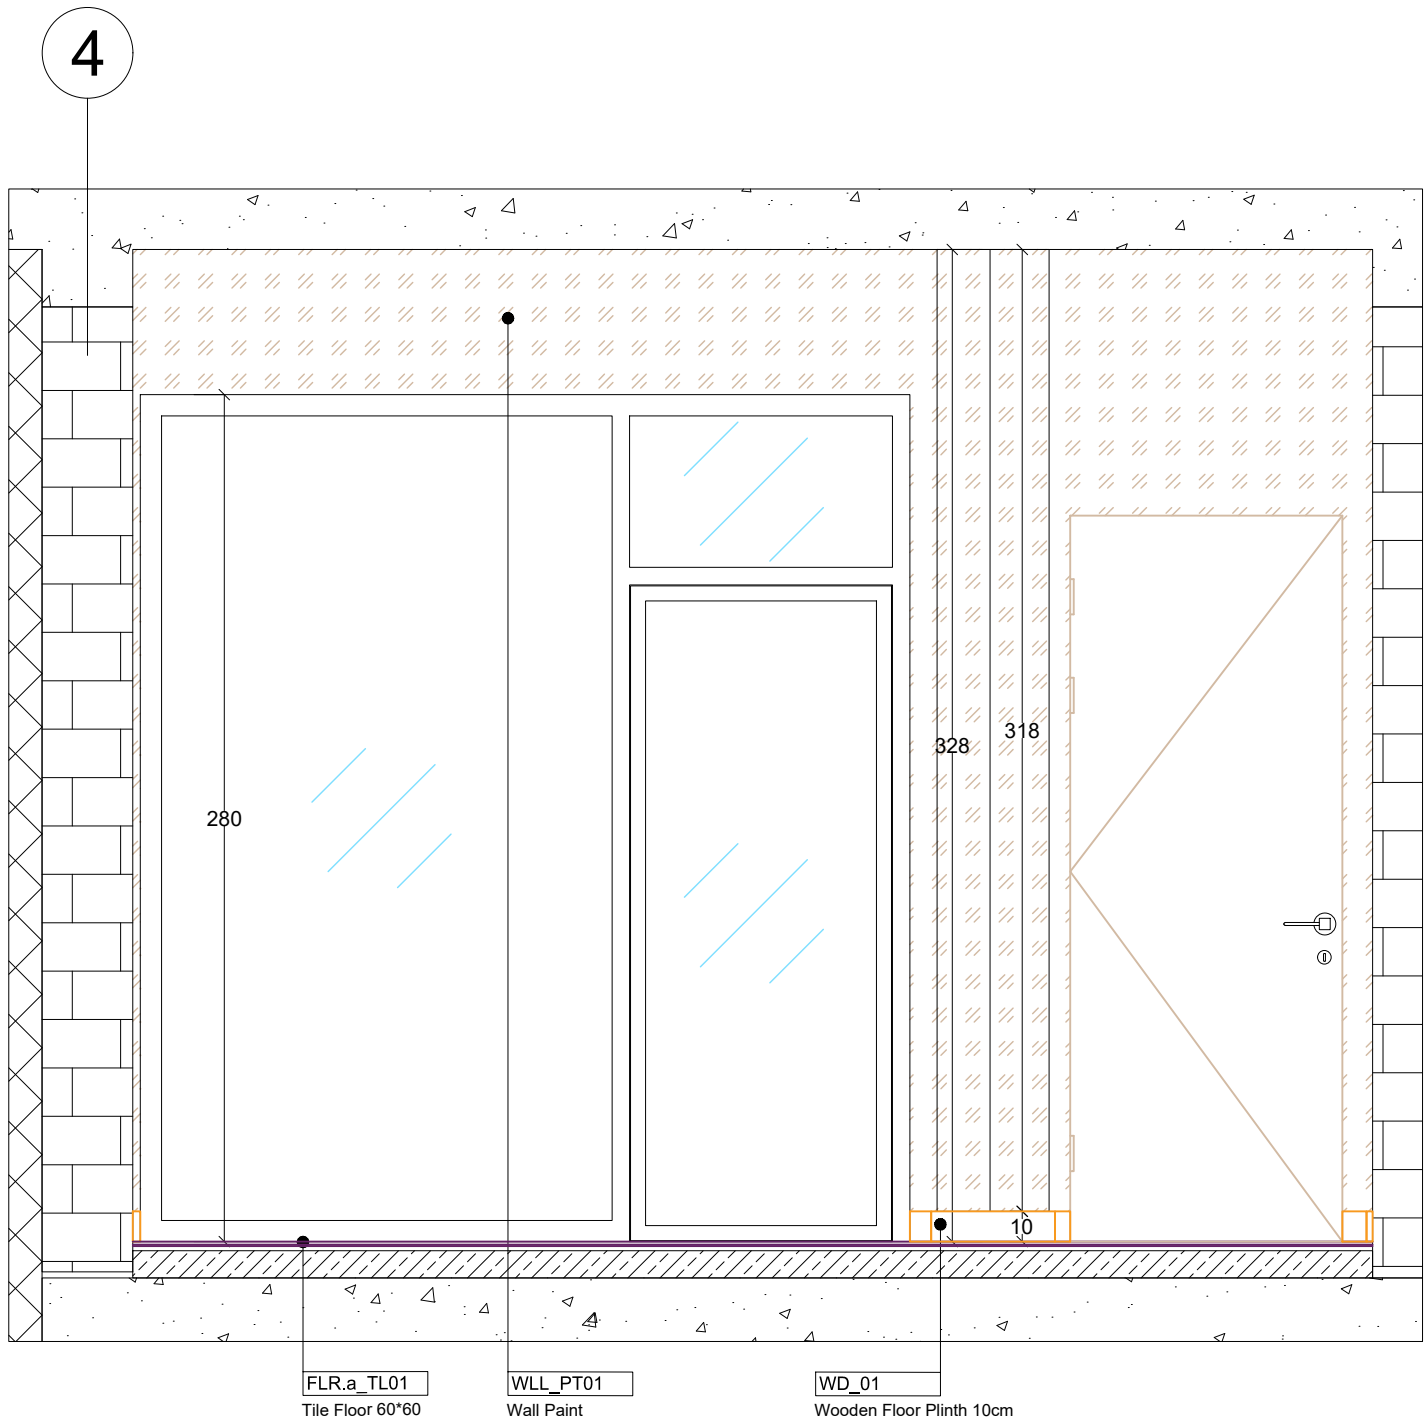 4
318
328
280
10
FLR.a_TL01
Tile Floor 60*60
WLL_PT01
Wall Paint
WD_01
Wooden Floor Plinth 10cm